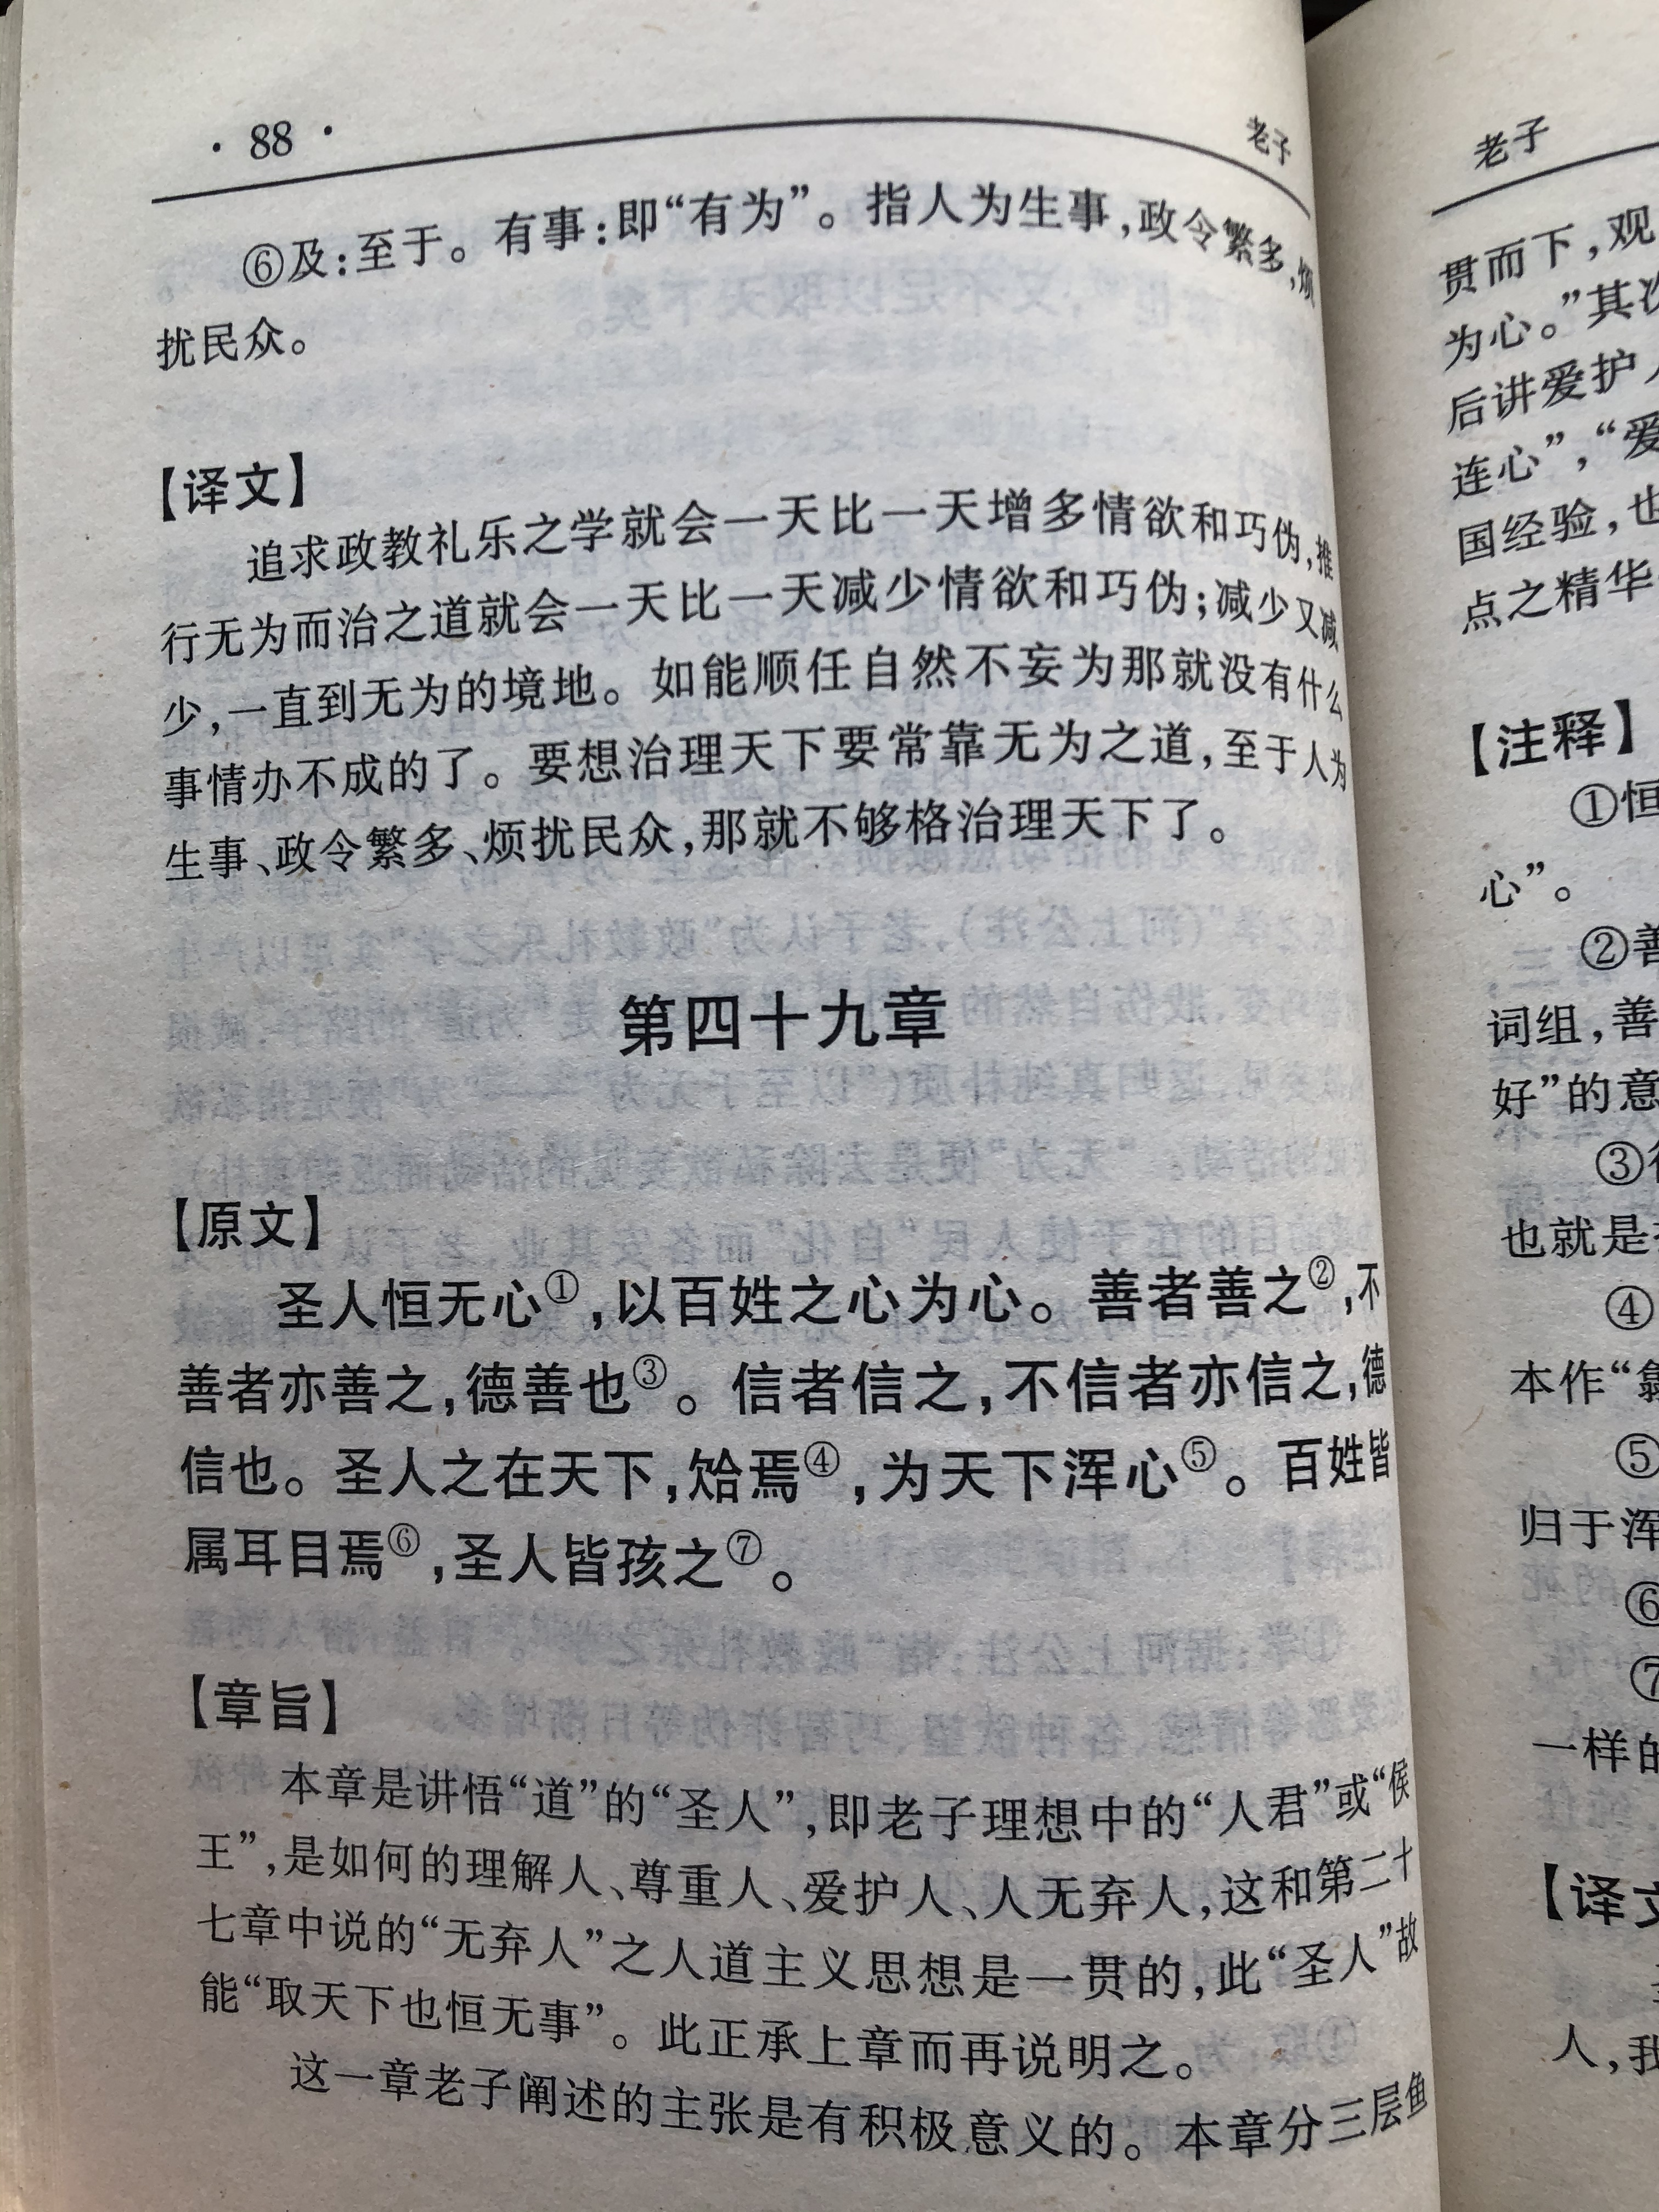 · 88 ·
老子
⑥及:至于。有事:即“有为”。指人为生事,政令繁多,烦
扰民众。
【译文】
追求政教礼乐之学就会一天比一天增多情欲和巧伪,推
行无为而治之道就会一天比一天减少情欲和巧伪;减少又减
少,一直到无为的境地。如能顺任自然不妄为那就没有什么
事情办不成的了。要想治理天下要常靠无为之道,至于人为
生事、政令繁多、烦扰民众,那就不够格治理天下了。
第四十九章
【原文】
圣人恒无心①,以百姓之心为心。善者善之②,不
善者亦善之,德善也③。信者信之,不信者亦信之,德
信也。圣人之在天下,欱焉④,为天下浑心⑤。百姓皆
属耳目焉⑥,圣人皆孩之⑦。
【章旨】
本章是讲悟“道”的“圣人”,即老子理想中的“人君”或“侯
王”,是如何的理解人、尊重人、爱护人、人无弃人,这和第二十
七章中说的“无弃人”之人道主义思想是一贯的,此“圣人”故
能“取天下也恒无事”。此正承上章而再说明之。
这一章老子阐述的主张是有积极意义的。本章分三层鱼
老子
贯而下,观
为心。”其次
后讲爱护
连心”,“爱
国经验,也
点之精华
【注释】
①恒
心”。
②善
词组,善
好”的意
③
也就是
④
本作“
⑤
归于浑
⑥
⑦
一样的
【译文
人,我